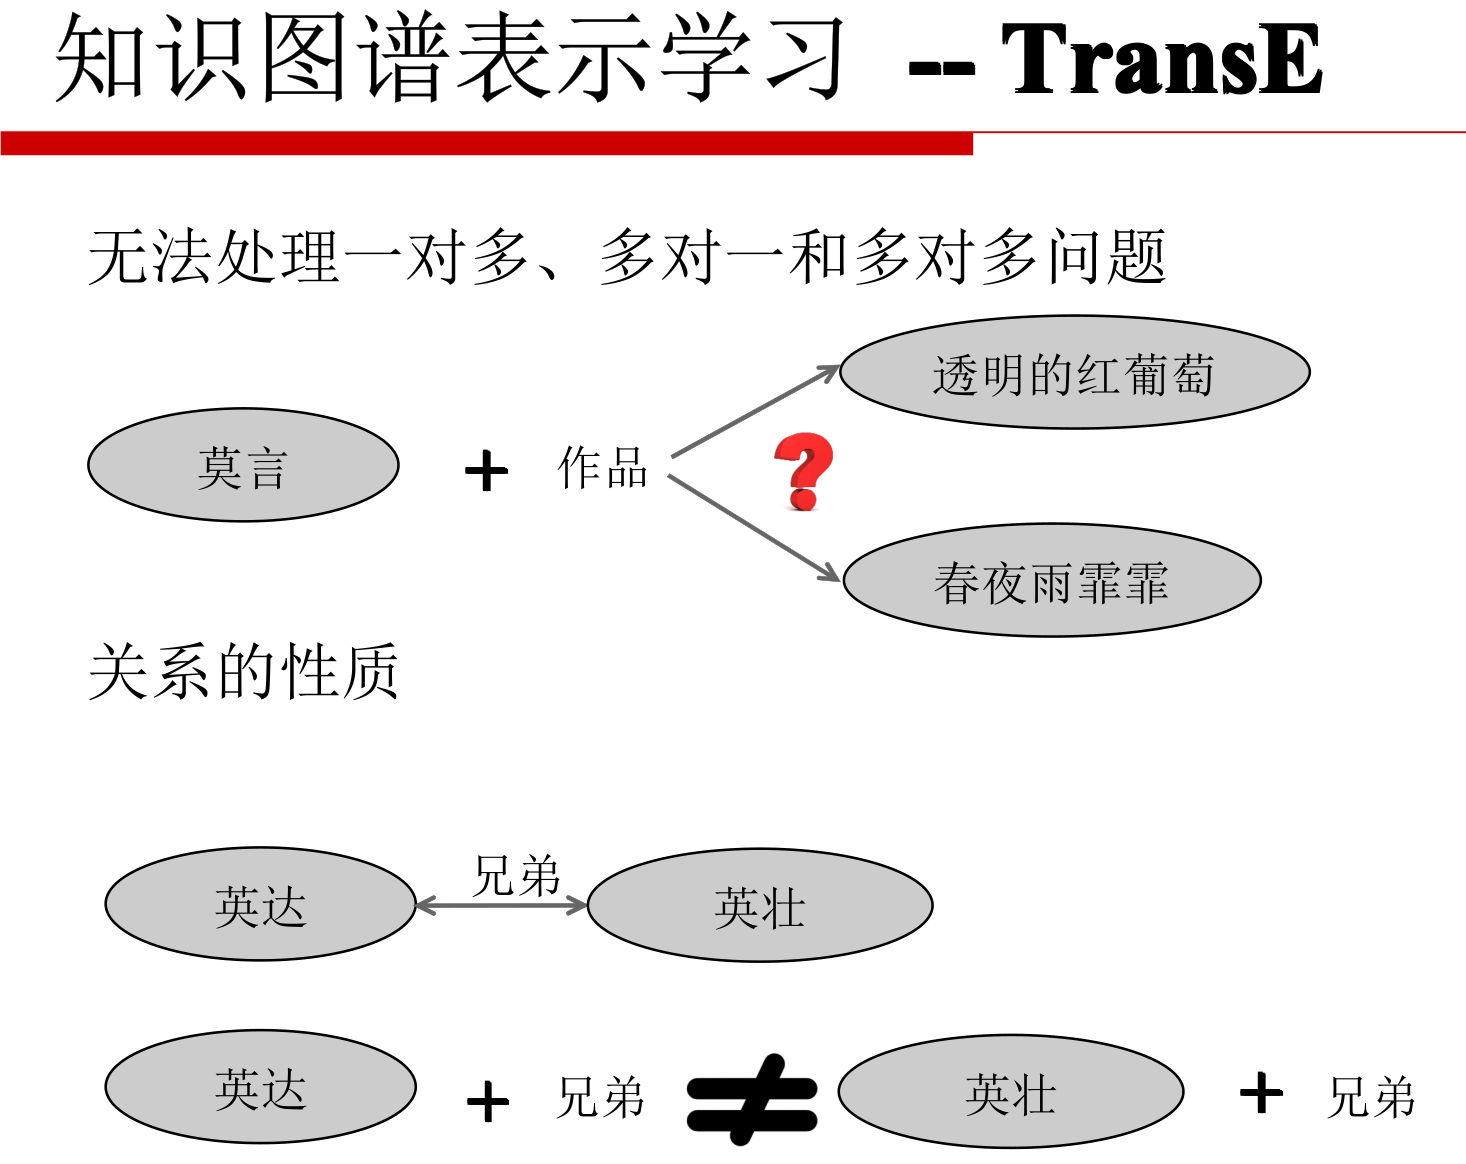 知识图谱表示学习 -- TransE
无法处理一对多、多对一和多对多问题
透明的红葡萄
莫言 + 作品
?
春夜雨霏霏
关系的性质
兄弟
英达 英壮
英达 + 兄弟 ≠ 英壮 + 兄弟